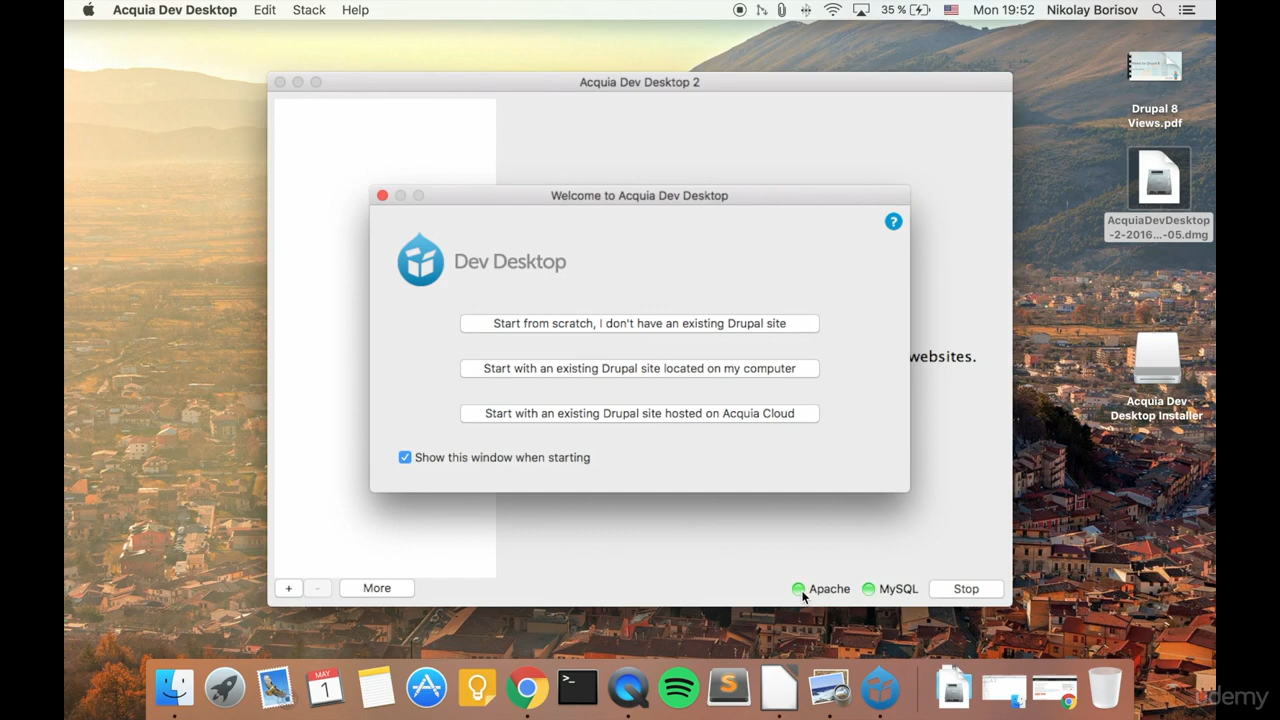 Acquia Dev Desktop Edit Stack Help 35 % Mon 19:52 Nikolay Borisov
Acquia Dev Desktop 2
Welcome to Acquia Dev Desktop
?
Dev Desktop
Start from scratch, I don't have an existing Drupal site
Start with an existing Drupal site located on my computer
Start with an existing Drupal site hosted on Acquia Cloud
Show this window when starting
websites.
+ - More
Apache MySQL Stop
Drupal 8
Views.pdf
AcquiaDevDesktop
-2-2016...-05.dmg
Acquia Dev
Desktop Installer
MAY
1
>_
S
udemy